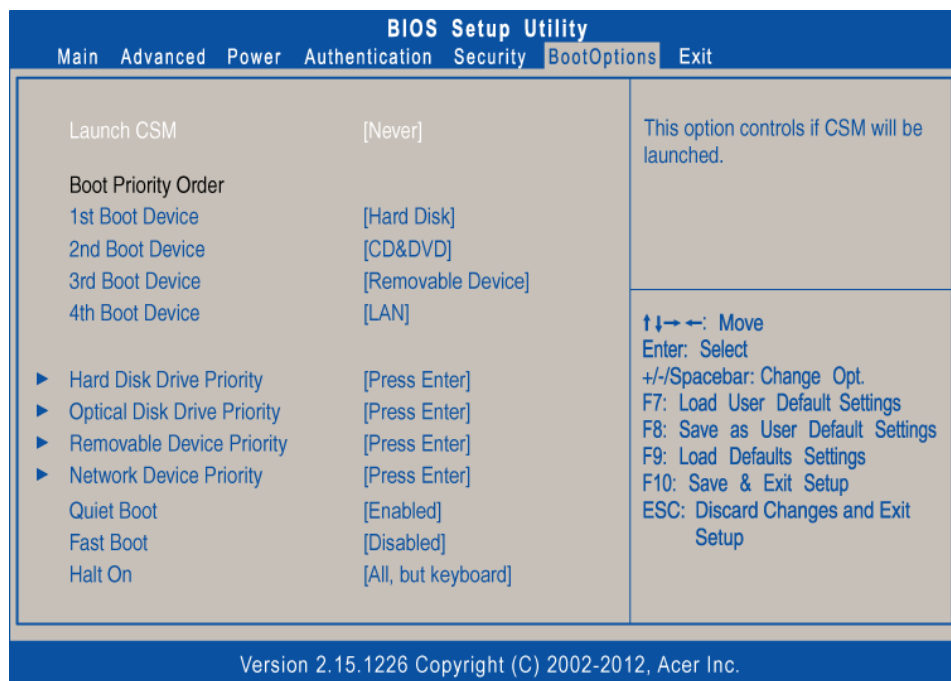 BIOS Setup Utility
Main Advanced Power Authentication Security BootOptions Exit
Launch CSM [Never]
Boot Priority Order
1st Boot Device [Hard Disk]
2nd Boot Device [CD&DVD]
3rd Boot Device [Removable Device]
4th Boot Device [LAN]
Hard Disk Drive Priority [Press Enter]
Optical Disk Drive Priority [Press Enter]
Removable Device Priority [Press Enter]
Network Device Priority [Press Enter]
Quiet Boot [Enabled]
Fast Boot [Disabled]
Halt On [All, but keyboard]
This option controls if CSM will be
launched.
↑↓→←: Move
Enter: Select
+/-/Spacebar: Change Opt.
F7: Load User Default Settings
F8: Save as User Default Settings
F9: Load Defaults Settings
F10: Save & Exit Setup
ESC: Discard Changes and Exit
Setup
Version 2.15.1226 Copyright (C) 2002-2012, Acer Inc.